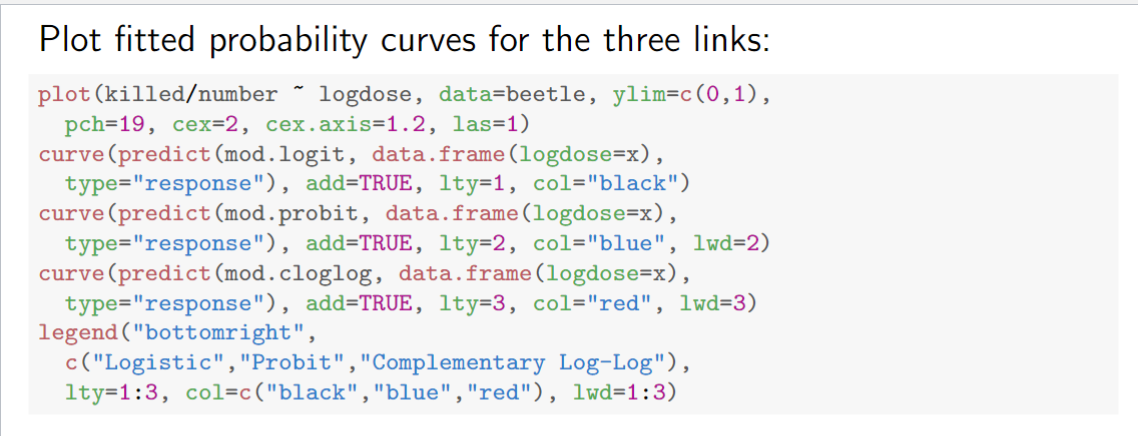 Plot fitted probability curves for the three links:
plot(killed/number ~ logdose, data=beetle, ylim=c(0,1),
  pch=19, cex=2, cex.axis=1.2, las=1)
curve(predict(mod.logit, data.frame(logdose=x),
  type="response"), add=TRUE, lty=1, col="black")
curve(predict(mod.probit, data.frame(logdose=x),
  type="response"), add=TRUE, lty=2, col="blue", lwd=2)
curve(predict(mod.cloglog, data.frame(logdose=x),
  type="response"), add=TRUE, lty=3, col="red", lwd=3)
legend("bottomright",
  c("Logistic","Probit","Complementary Log-Log"),
  lty=1:3, col=c("black","blue","red"), lwd=1:3)